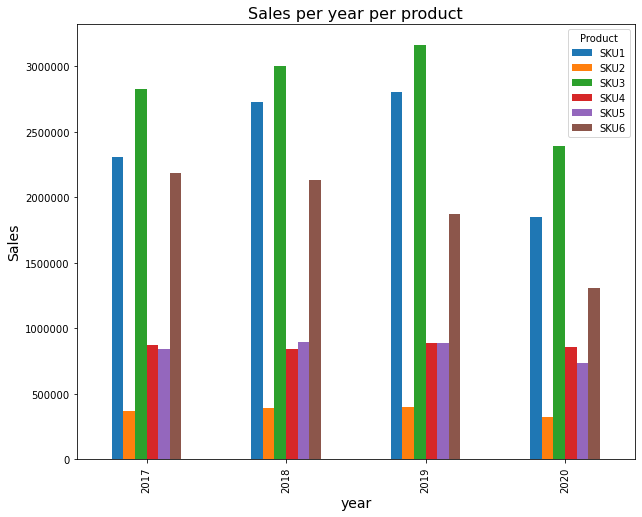 Sales per year per product
Product
SKU1
SKU2
SKU3
SKU4
SKU5
SKU6
Sales
3000000
2500000
2000000
1500000
1000000
500000
0
2017
2018
2019
2020
year